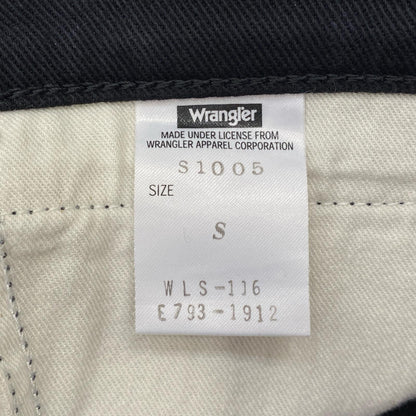 Wrangler
MADE UNDER LICENSE FROM
WRANGLER APPAREL CORPORATION
S1005
SIZE
S
WLS-116
E793-1912